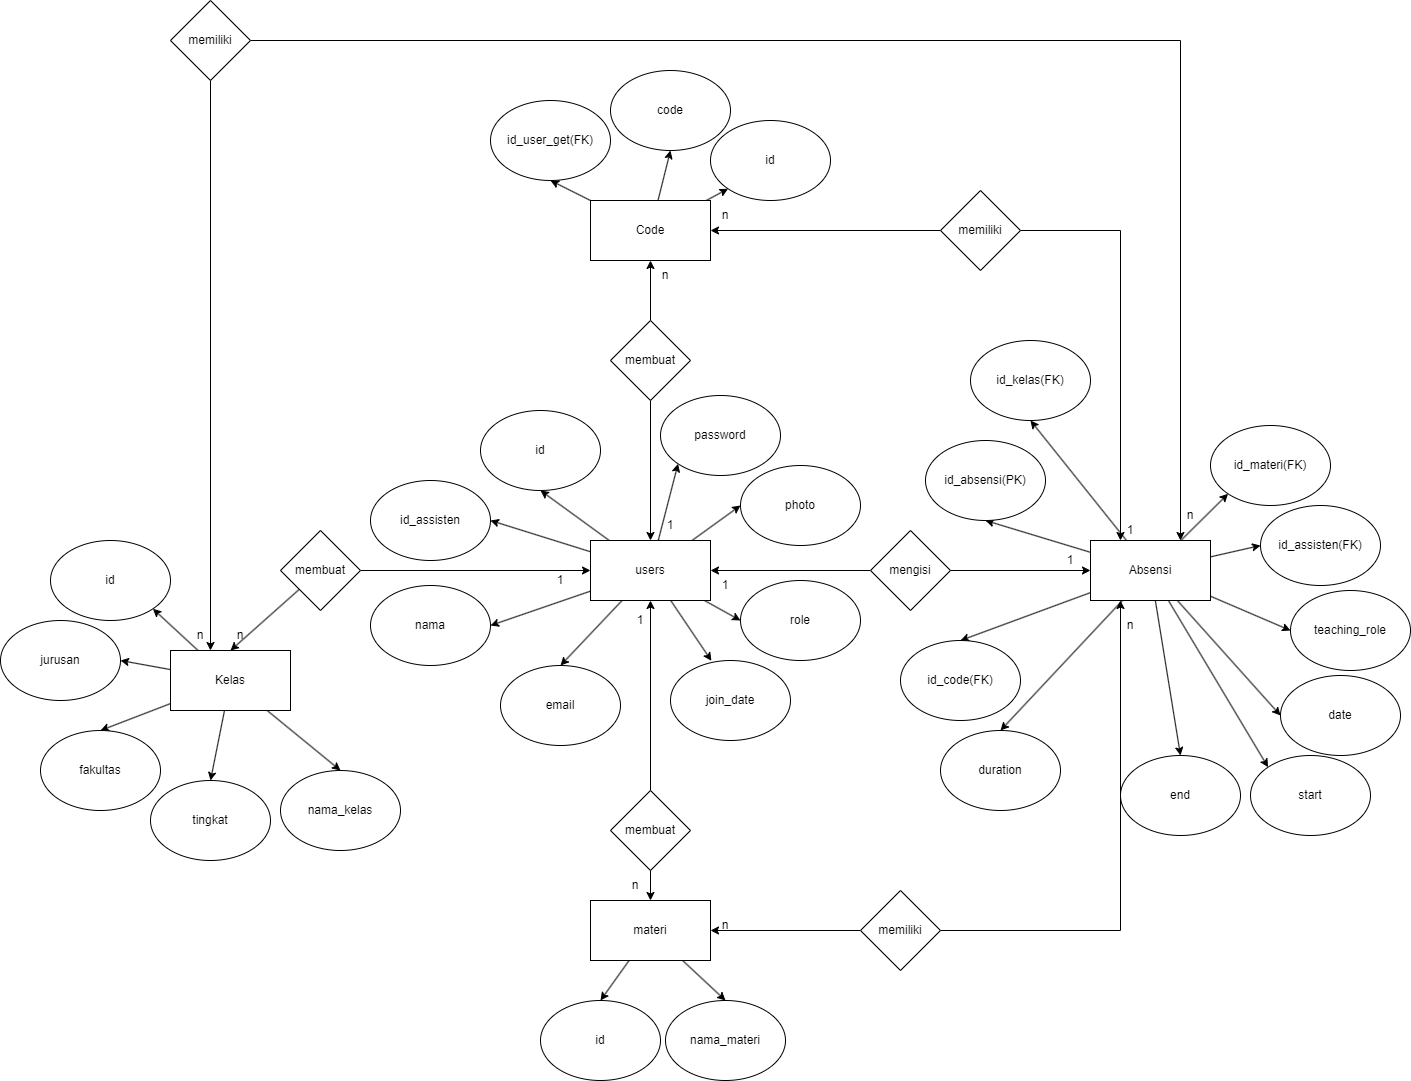 memiliki
code
id_user_get(FK)
id
n
Code
memiliki
n
membuat
id_kelas(FK)
password
id
id_materi(FK)
id_absensi(PK)
photo
id_assisten
n
1
1
id_assisten(FK)
1
membuat
1
users
1
mengisi
Absensi
id
role
nama
1
n
teaching_role
n
n
jurusan
Kelas
id_code(FK)
join_date
email
date
fakultas
duration
end
start
nama_kelas
tingkat
membuat
n
n
materi
memiliki
id
nama_materi